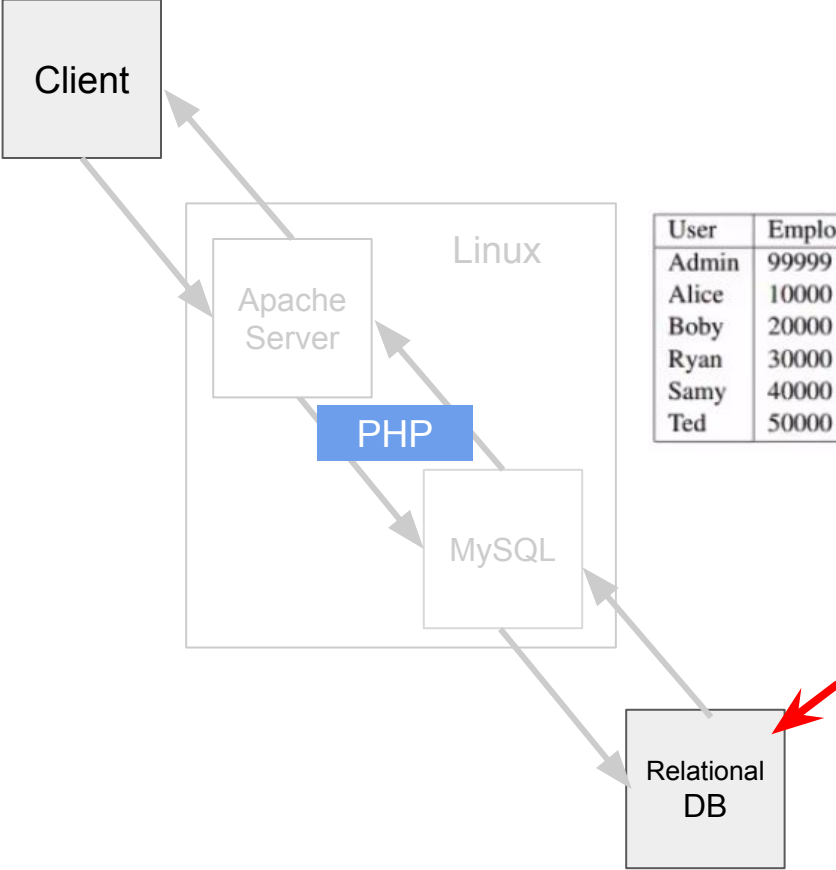 Client
Linux
Apache
Server
PHP
MySQL
User Emplo
Admin 99999
Alice 10000
Boby 20000
Ryan 30000
Samy 40000
Ted 50000
Relational
DB